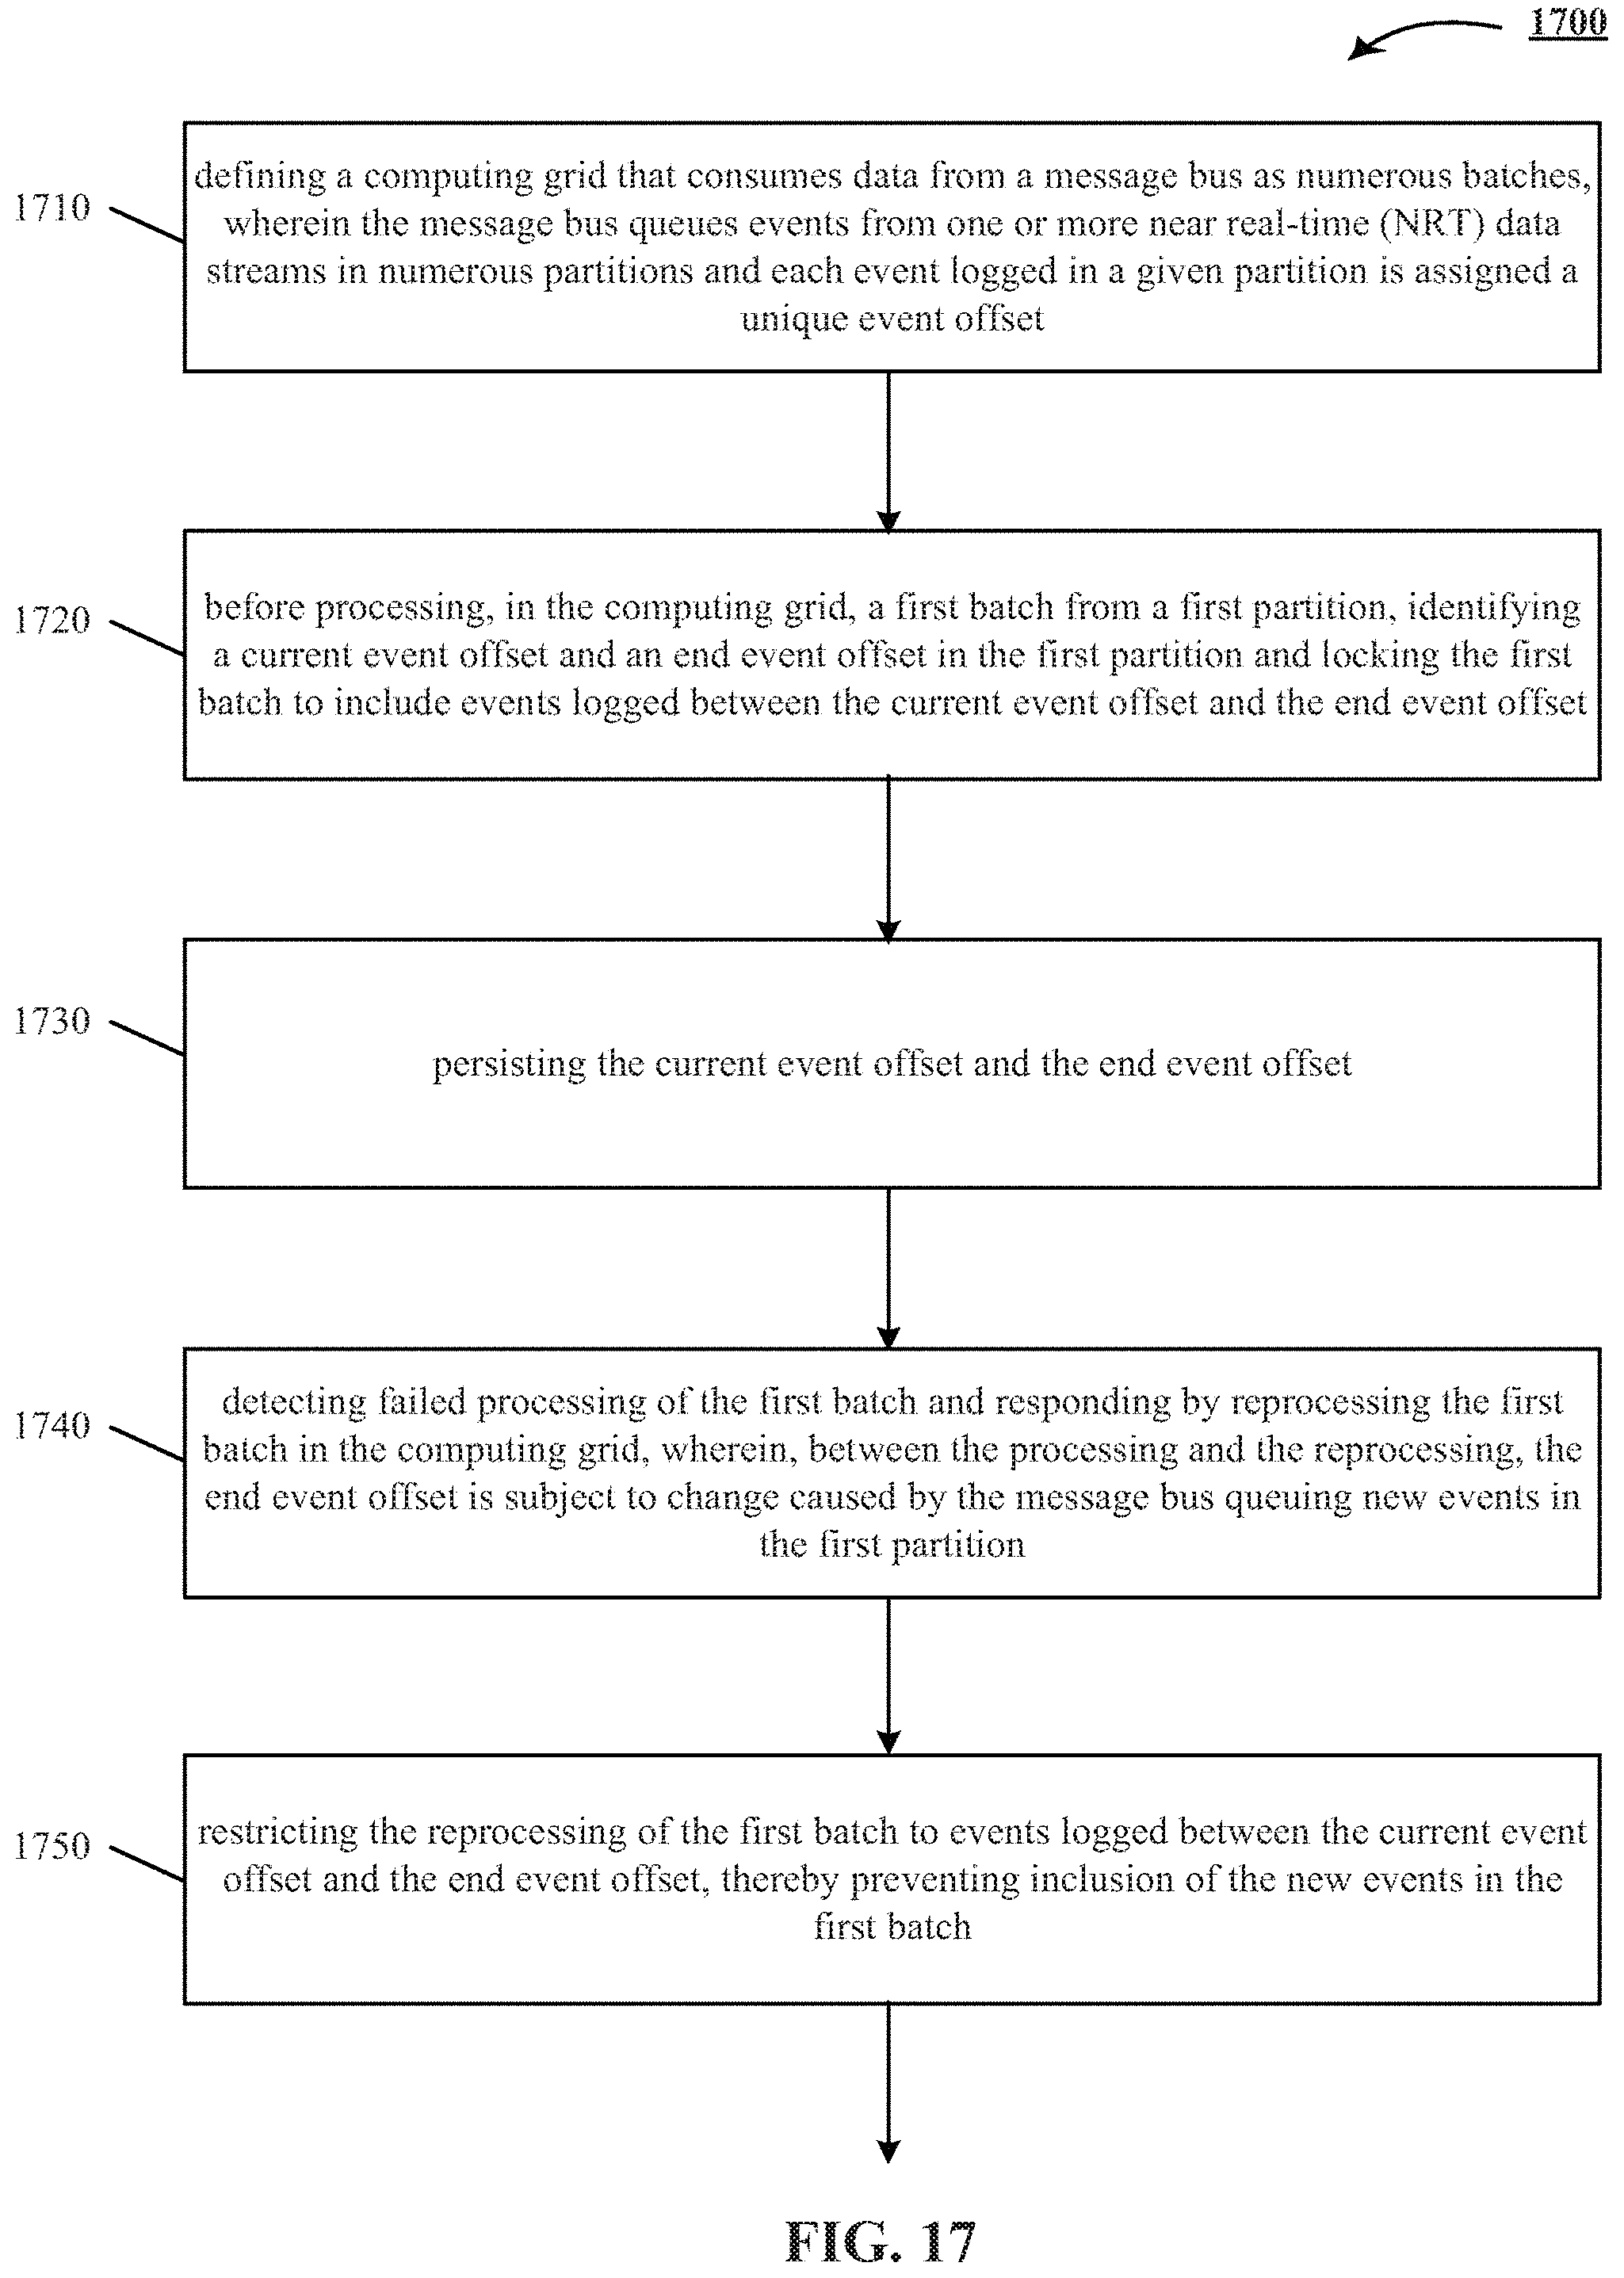 1700
1710
defining a computing grid that consumes data from a message bus as numerous batches,
wherein the message bus queues events from one or more near real-time (NRT) data
streams in numerous partitions and each event logged in a given partition is assigned a
unique event offset
1720
before processing, in the computing grid, a first batch from a first partition, identifying
a current event offset and an end event offset in the first partition and locking the first
batch to include events logged between the current event offset and the end event offset
1730
persisting the current event offset and the end event offset
1740
detecting failed processing of the first batch and responding by reprocessing the first
batch in the computing grid, wherein, between the processing and the reprocessing, the
end event offset is subject to change caused by the message bus queuing new events in
the first partition
1750
restricting the reprocessing of the first batch to events logged between the current event
offset and the end event offset, thereby preventing inclusion of the new events in the
first batch
FIG. 17